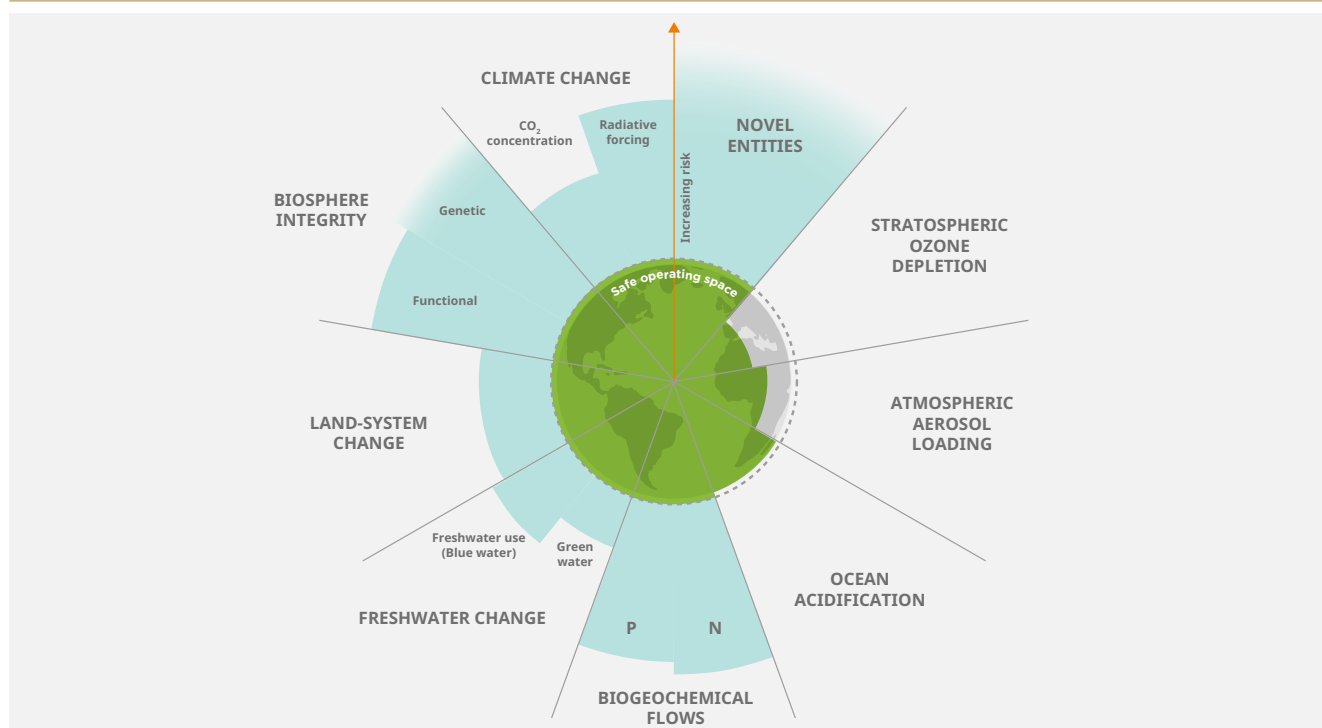 CLIMATE CHANGE
CO₂
concentration
Radiative
forcing
NOVEL
ENTITIES
Increasing risk
BIOSPHERE
INTEGRITY
Genetic
Functional
STRATOSPHERIC
OZONE
DEPLETION
Safe operating space
LAND-SYSTEM
CHANGE
ATMOSPHERIC
AEROSOL
LOADING
Freshwater use
(Blue water)
Green
water
FRESHWATER CHANGE
OCEAN
ACIDIFICATION
P
N
BIOGEOCHEMICAL
FLOWS